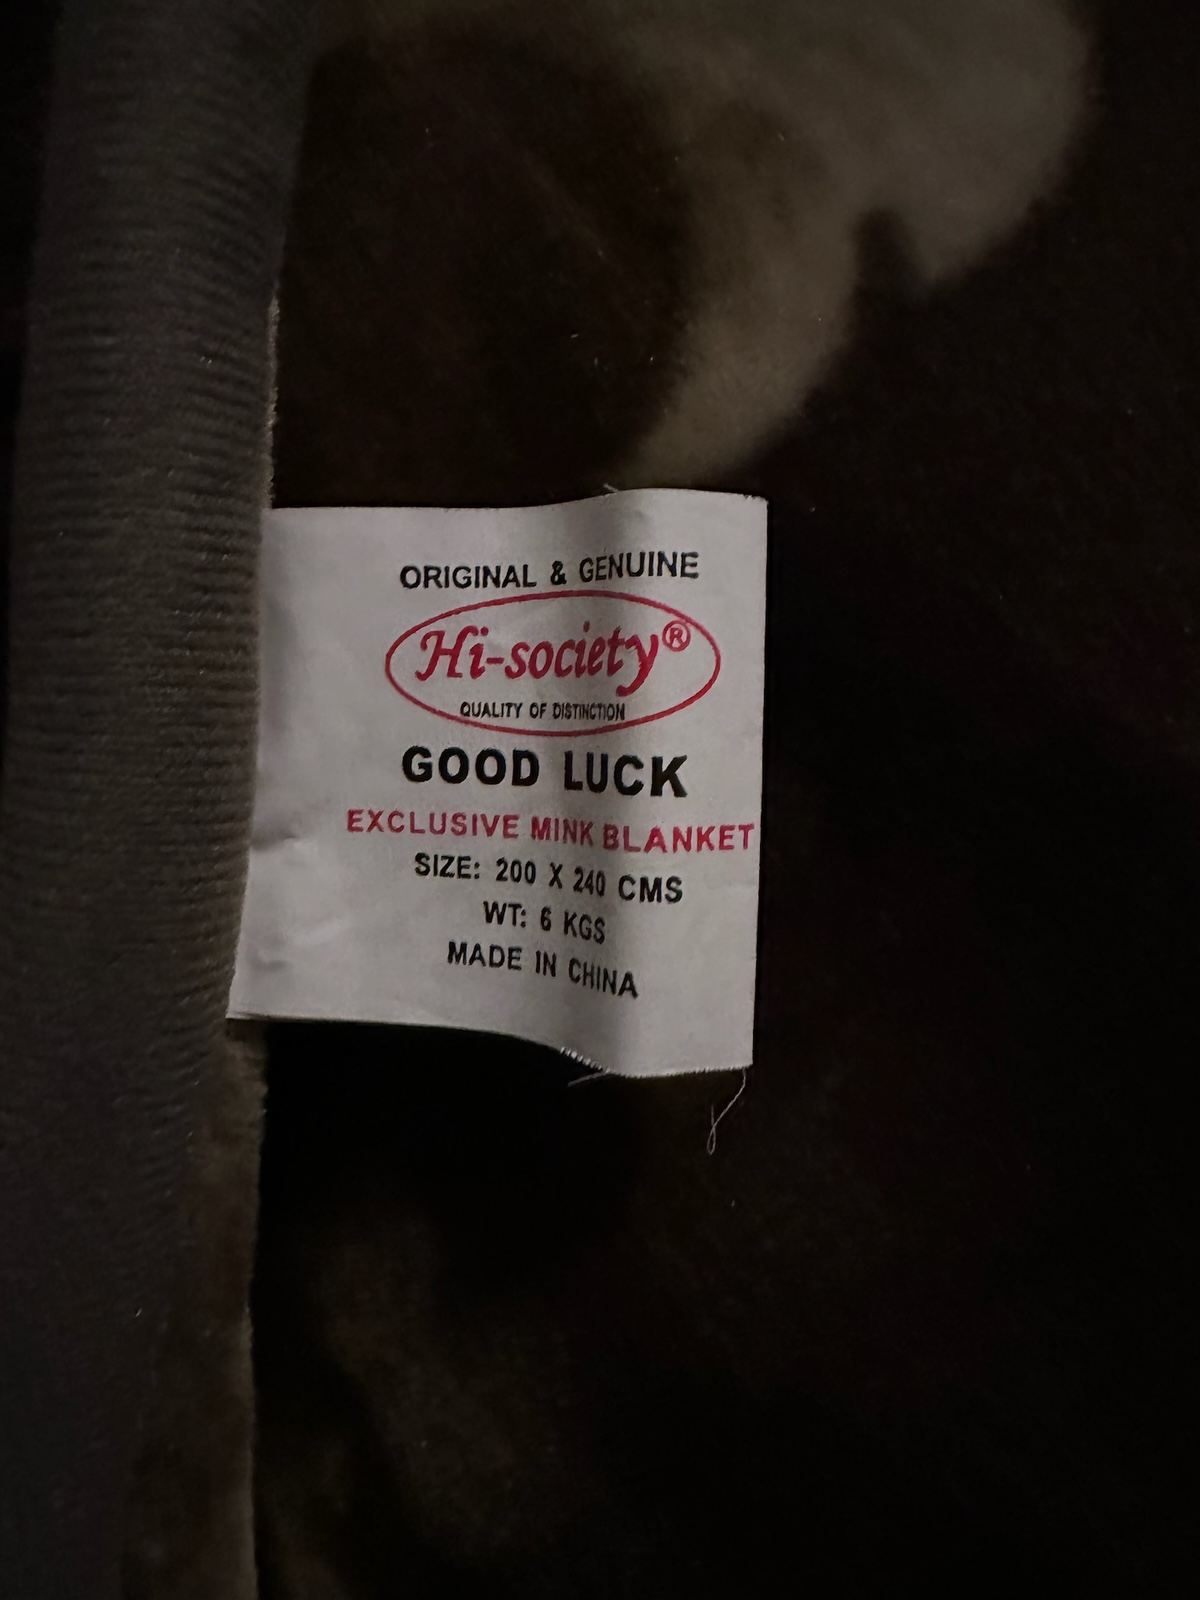 ORIGINAL & GENUINE
Hi-society®
QUALITY OF DISTINCTION
GOOD LUCK
EXCLUSIVE MINK BLANKET
SIZE: 200 X 240 CMS
WT: 6 KGS
MADE IN CHINA